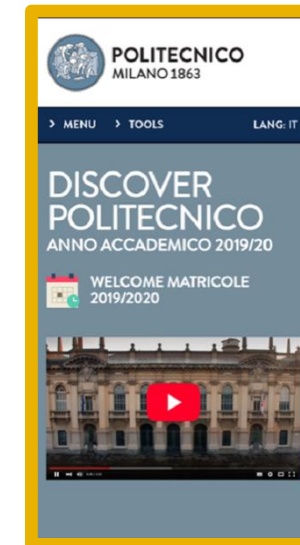 POLITECNICO
MILANO 1863
> MENU > TOOLS LANG: IT
DISCOVER
POLITECNICO
ANNO ACCADEMICO 2019/20
WELCOME MATRICOLE
2019/2020